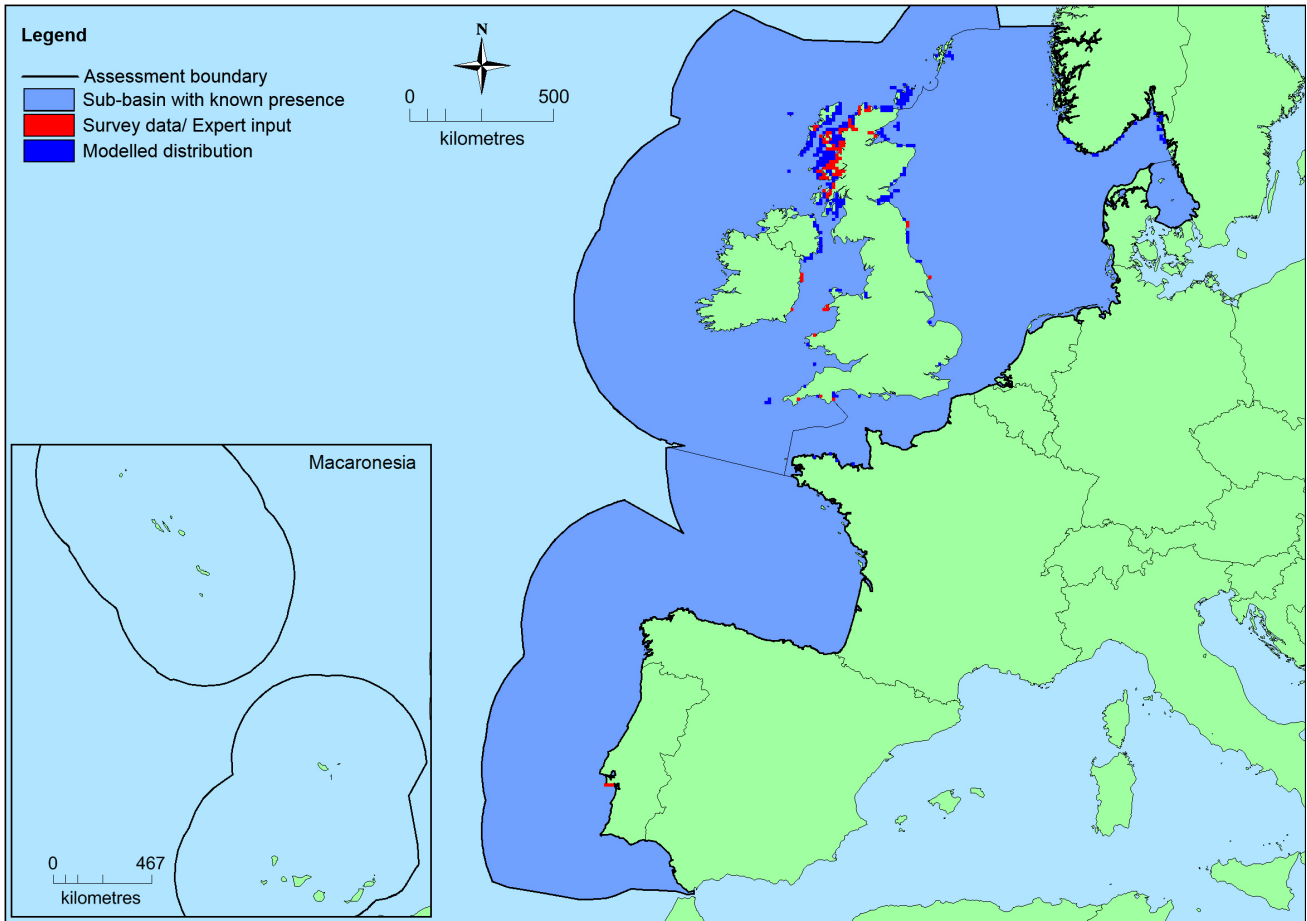 Legend
Assessment boundary
Sub-basin with known presence
Survey data/ Expert input
Modelled distribution
N
0 500
kilometres
Macaronesia
0 467
kilometres